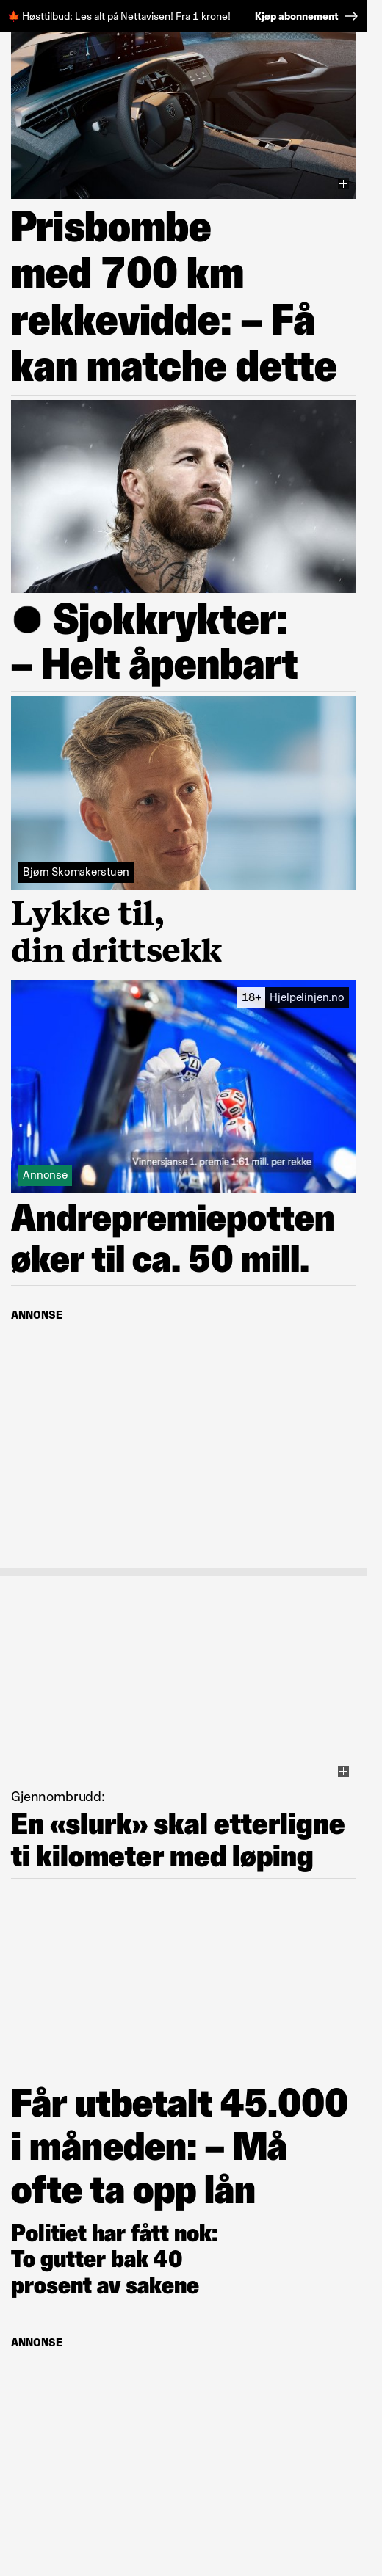 🍁 Høsttilbud: Les alt på Nettavisen! Fra 1 krone! Kjøp abonnement →
Prisbombe
med 700 km
rekkevidde: – Få
kan matche dette
Sjokkrykter:
– Helt åpenbart
Bjørn Skomakerstuen
Lykke til,
din drittsekk
18+ Hjelpelinjen.no
Vinnersjanse 1. premie 1:61 mill. per rekke
Annonse
Andrepremiepotten
øker til ca. 50 mill.
ANNONSE
Gjennombrudd:
En «slurk» skal etterligne
ti kilometer med løping
Får utbetalt 45.000
i måneden: – Må
ofte ta opp lån
Politiet har fått nok:
To gutter bak 40
prosent av sakene
ANNONSE